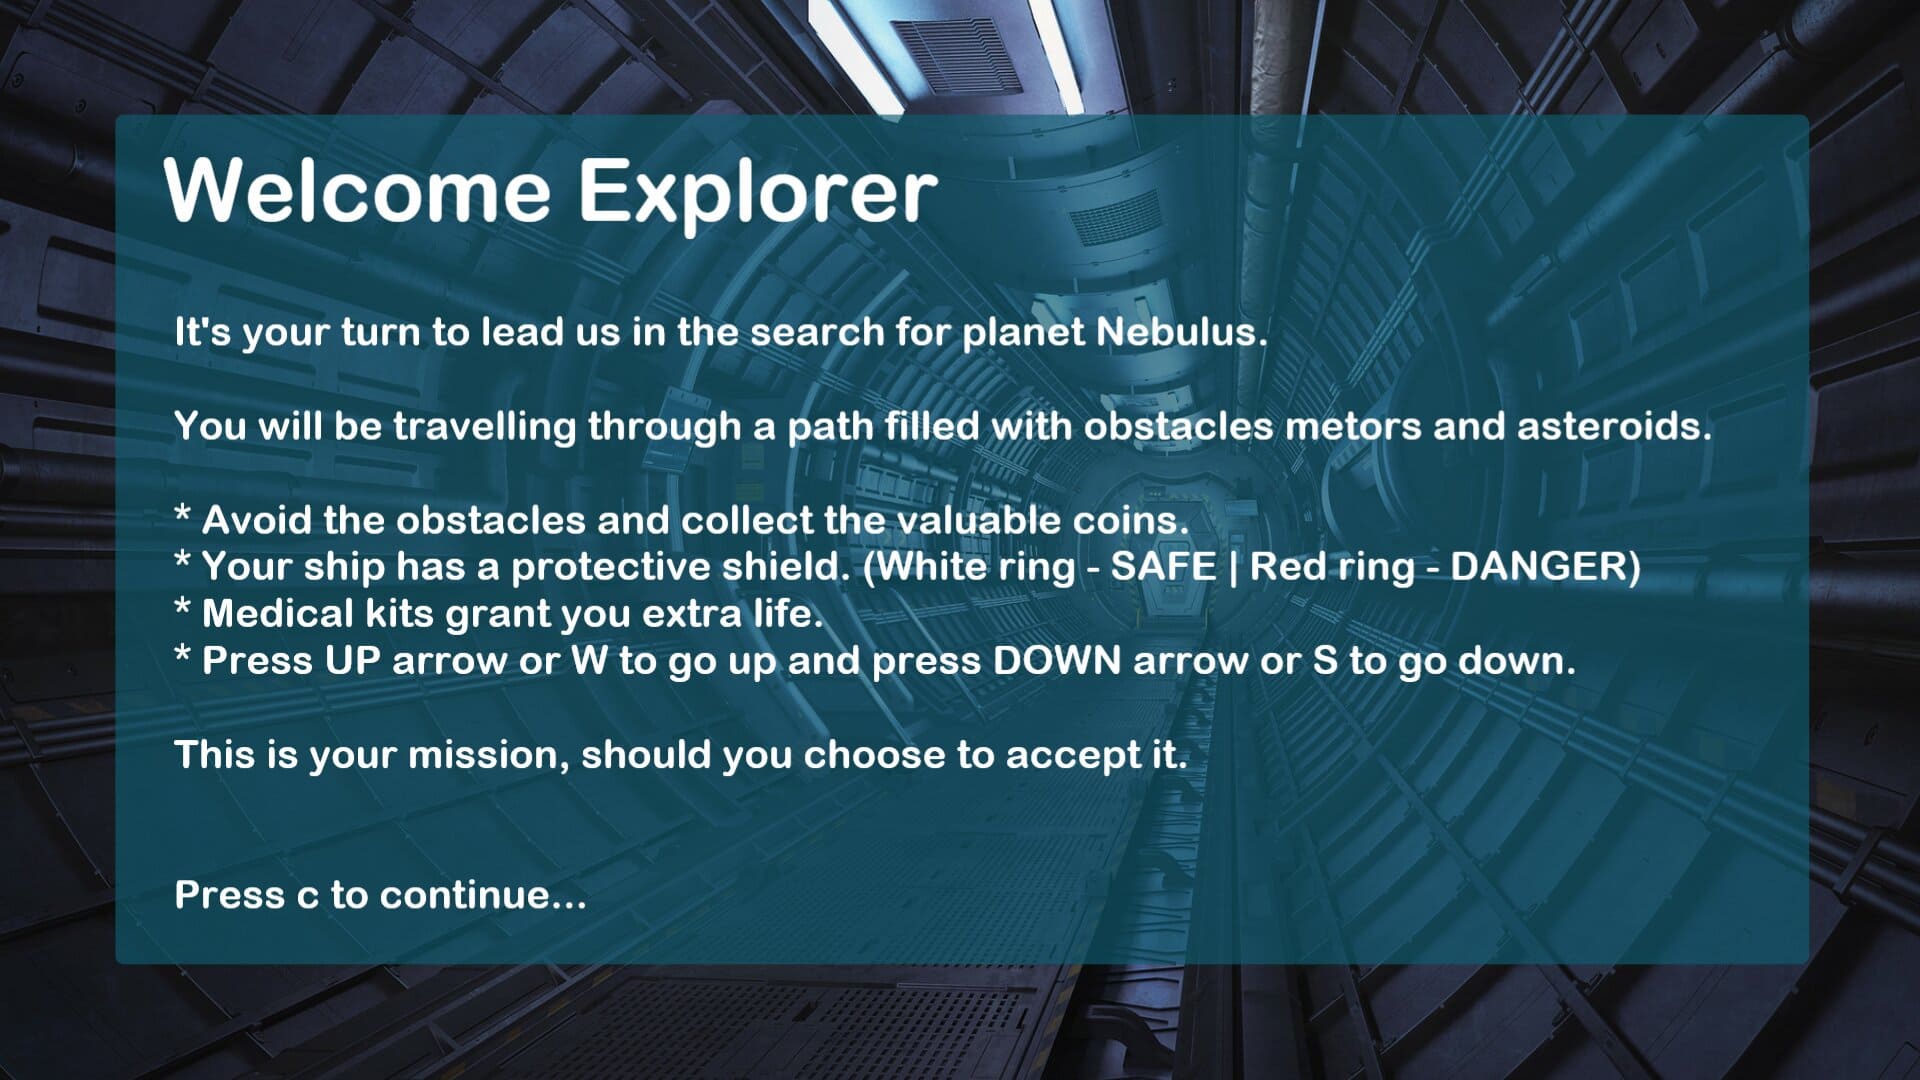 Welcome Explorer
It's your turn to lead us in the search for planet Nebulus.
You will be travelling through a path filled with obstacles metors and asteroids.
* Avoid the obstacles and collect the valuable coins.
* Your ship has a protective shield. (White ring - SAFE | Red ring - DANGER)
* Medical kits grant you extra life.
* Press UP arrow or W to go up and press DOWN arrow or S to go down.
This is your mission, should you choose to accept it.
Press c to continue...